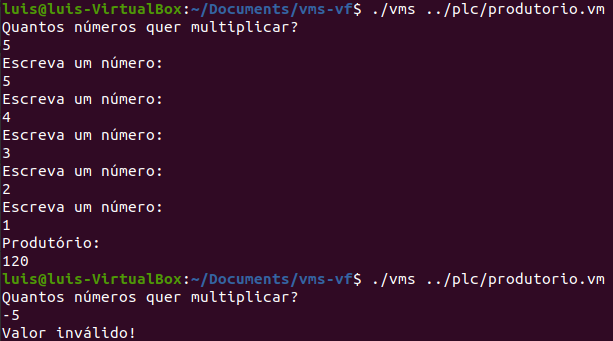 luis@luis-VirtualBox:~/Documents/vms-vf$ ./vms ../plc/produtorio.vm
Quantos números quer multiplicar?
5
Escreva um número:
5
Escreva um número:
4
Escreva um número:
3
Escreva um número:
2
Escreva um número:
1
Produtório:
120
luis@luis-VirtualBox:~/Documents/vms-vf$ ./vms ../plc/produtorio.vm
Quantos números quer multiplicar?
-5
Valor inválido!